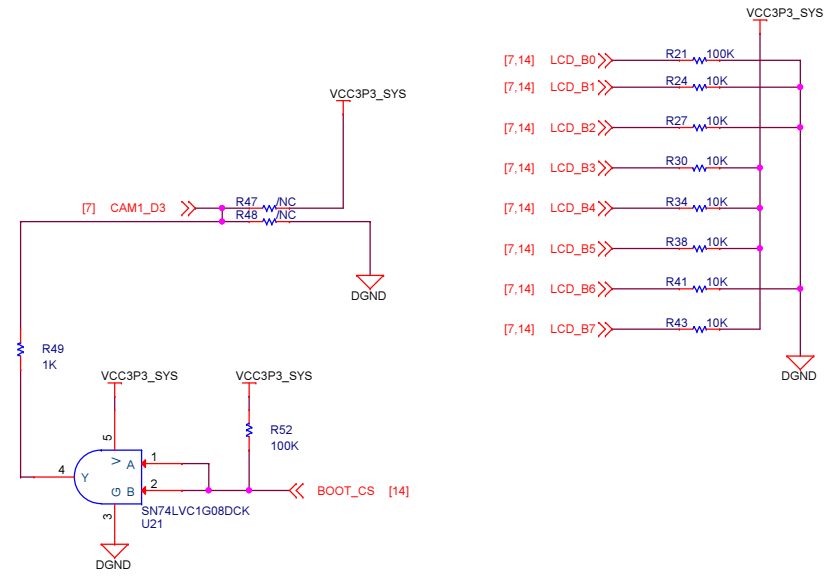 VCC3P3_SYS
[7,14] LCD_B0 R21 100K
[7,14] LCD_B1 R24 10K
[7,14] LCD_B2 R27 10K
[7,14] LCD_B3 R30 10K
[7,14] LCD_B4 R34 10K
[7,14] LCD_B5 R38 10K
[7,14] LCD_B6 R41 10K
[7,14] LCD_B7 R43 10K
DGND
VCC3P3_SYS
[7] CAM1_D3 R47 /NC
R48 /NC
DGND
R49
1K
VCC3P3_SYS
VCC3P3_SYS
R52
100K
5
V
A 1
4 Y
G B 2
3
BOOT_CS [14]
SN74LVC1G08DCK
U21
DGND